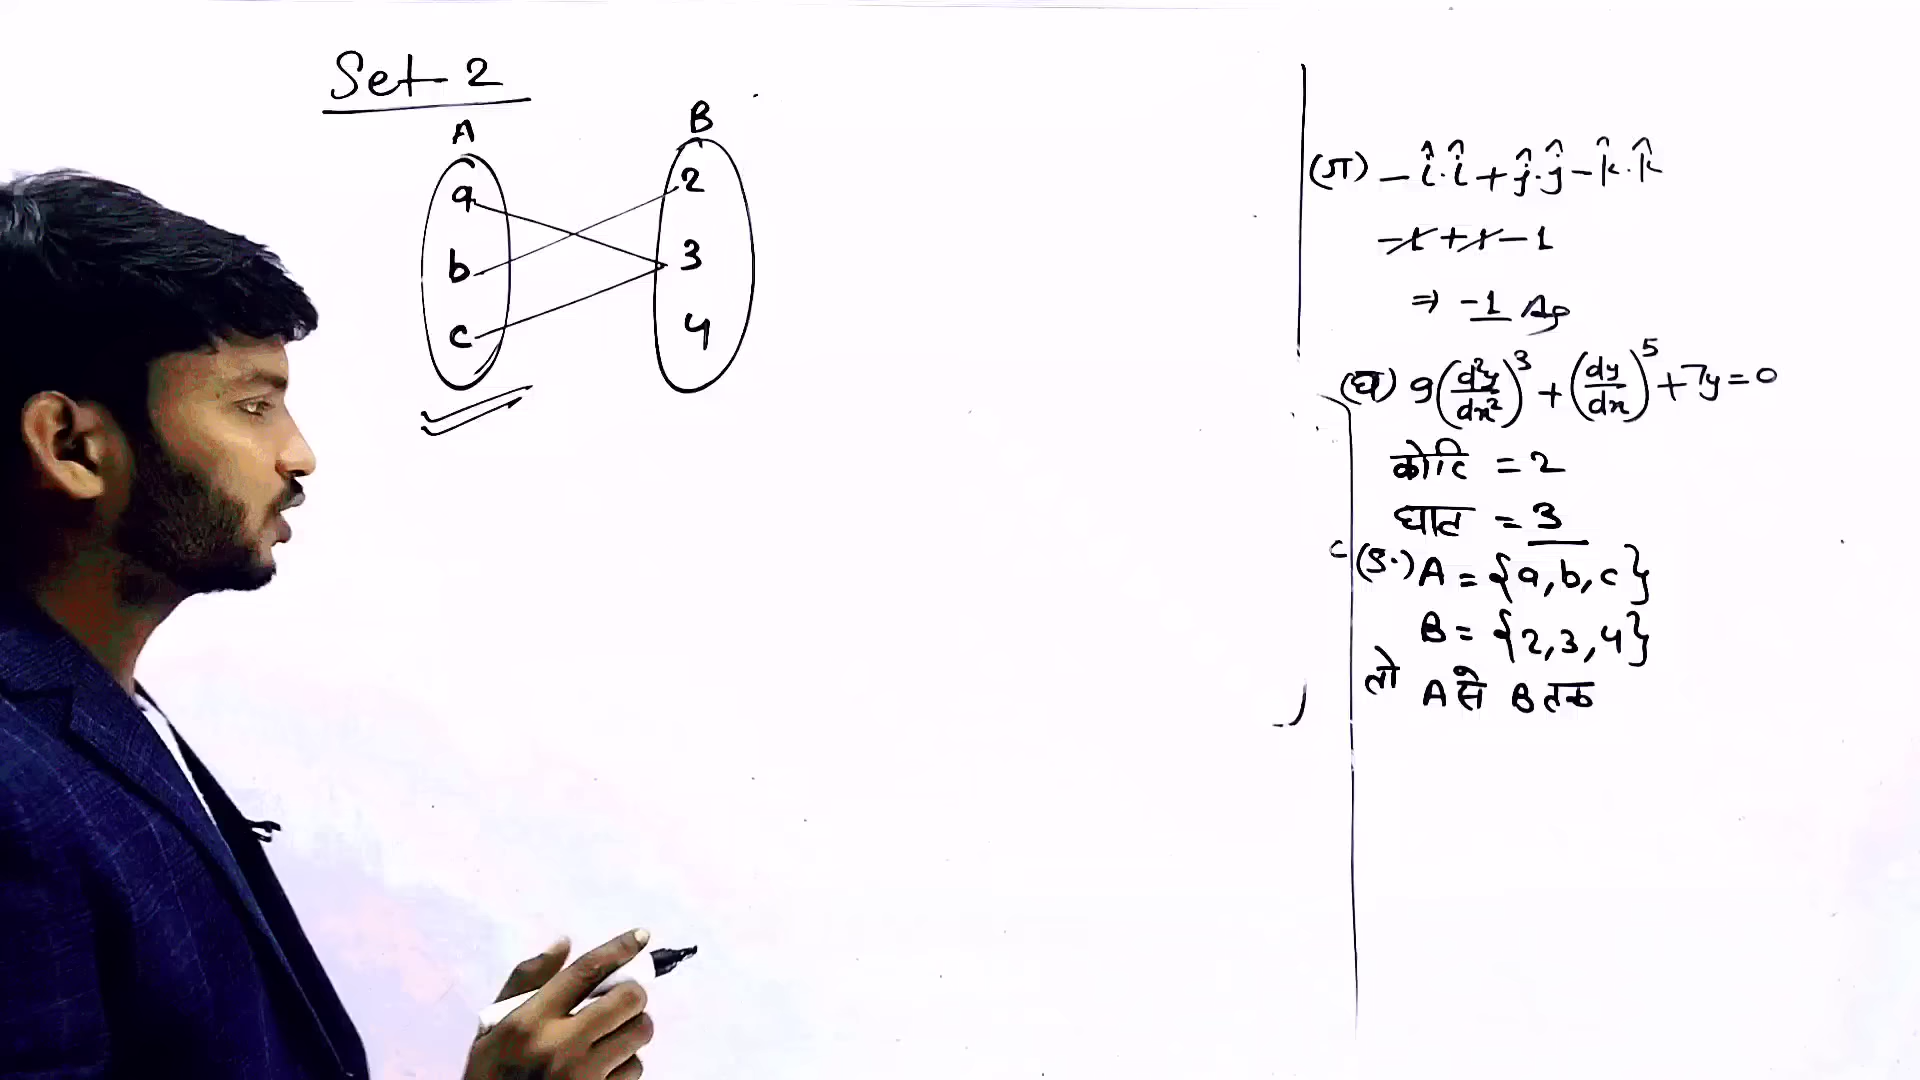 Set-2
A B
a 2
b 3
c 4
(ग) - î.î + ĵ.ĵ - k̂.k̂
-1 + 1 - 1
⇒ -1 Ans
(घ) 9(d²y/dx²)³ + (dy/dx)⁵ + 7y = 0
कोटि = 2
घात = 3
(ङ) A = {a, b, c}
B = {2, 3, 4}
तो A से B तक